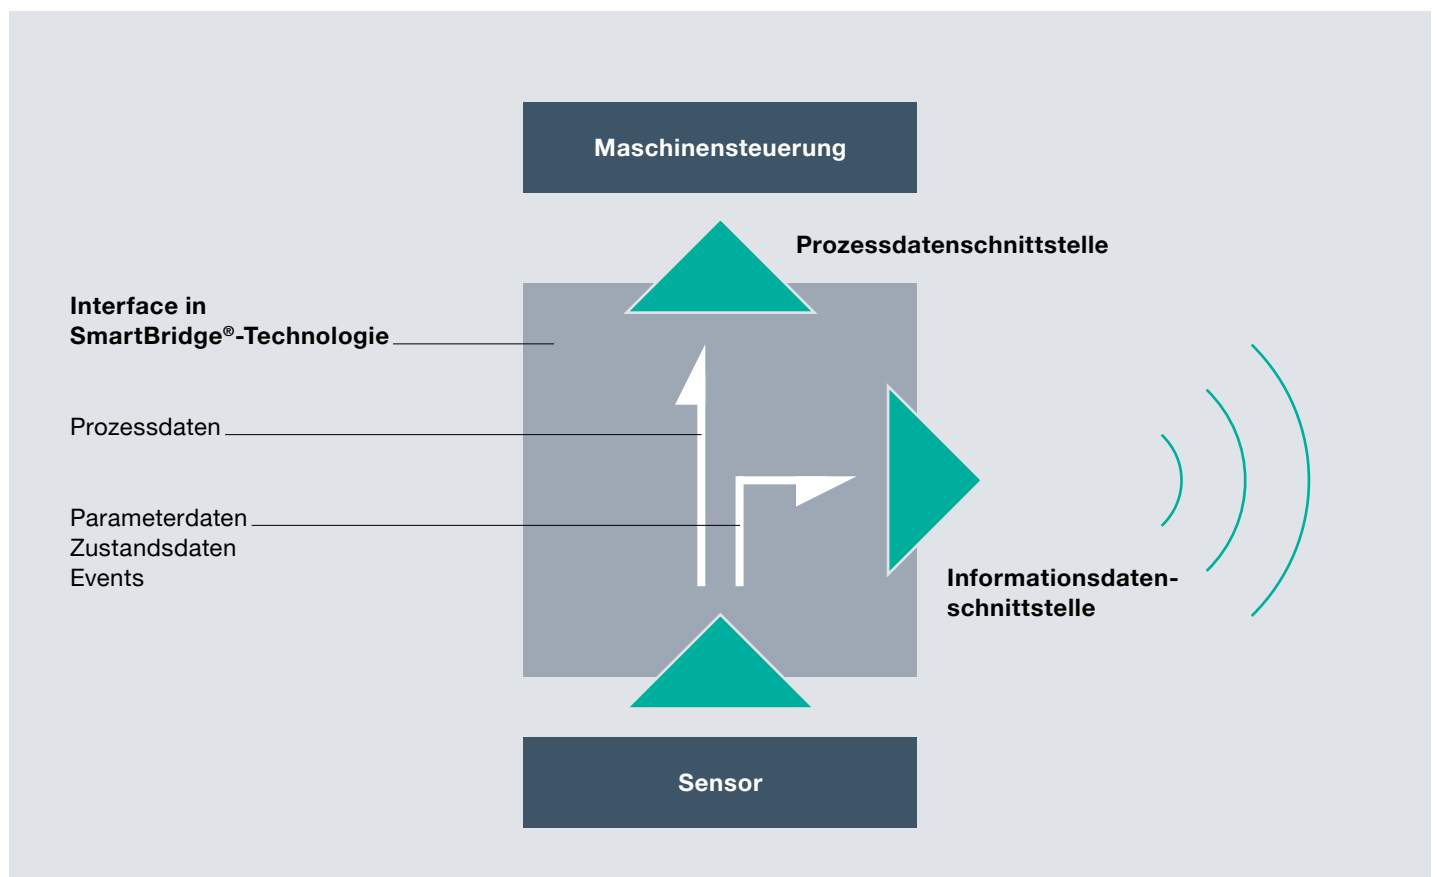 Maschinensteuerung
Prozessdatenschnittstelle
Interface in
SmartBridge®-Technologie
Prozessdaten
Parameterdaten
Zustandsdaten
Events
Informationsdaten-
schnittstelle
Sensor